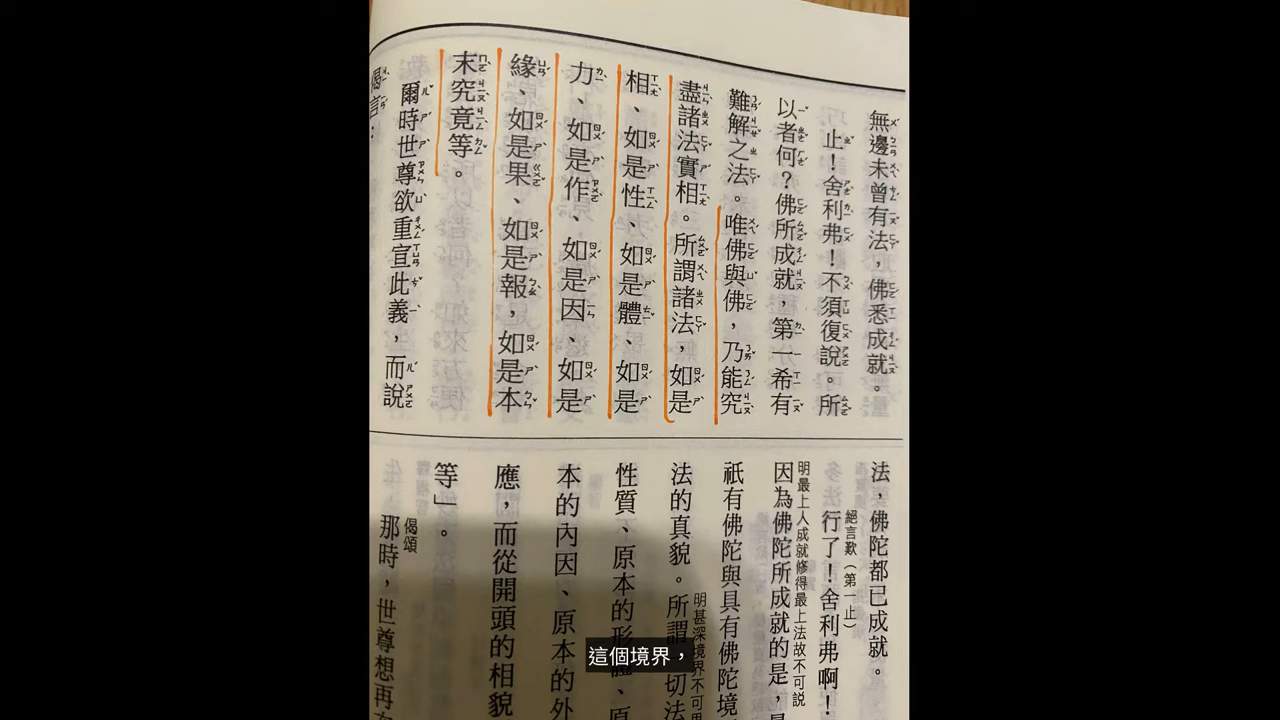 無邊未曾有法，佛悉成就。
止！舍利弗！不須復說。所
以者何？佛所成就，第一希有
難解之法。唯佛與佛，乃能究
盡諸法實相。所謂諸法，如是
相、如是性、如是體、如是
力、如是作、如是因、如是
緣、如是果、如是報，如是本
末究竟等。
爾時世尊欲重宣此義，而說
偈言：
法，佛陀都已成就。
絕言歎（第一止）
行了！舍利弗啊！
明最上人成就修得最上法故不可説
因為佛陀所成就的是，
祇有佛陀與具有佛陀境
明甚深境界不可思
法的真貌。所謂一切法
性質、原本的形體、原
本的內因、原本的外
應，而從開頭的相貌
等」。
偈頌
那時，世尊想再
這個境界，